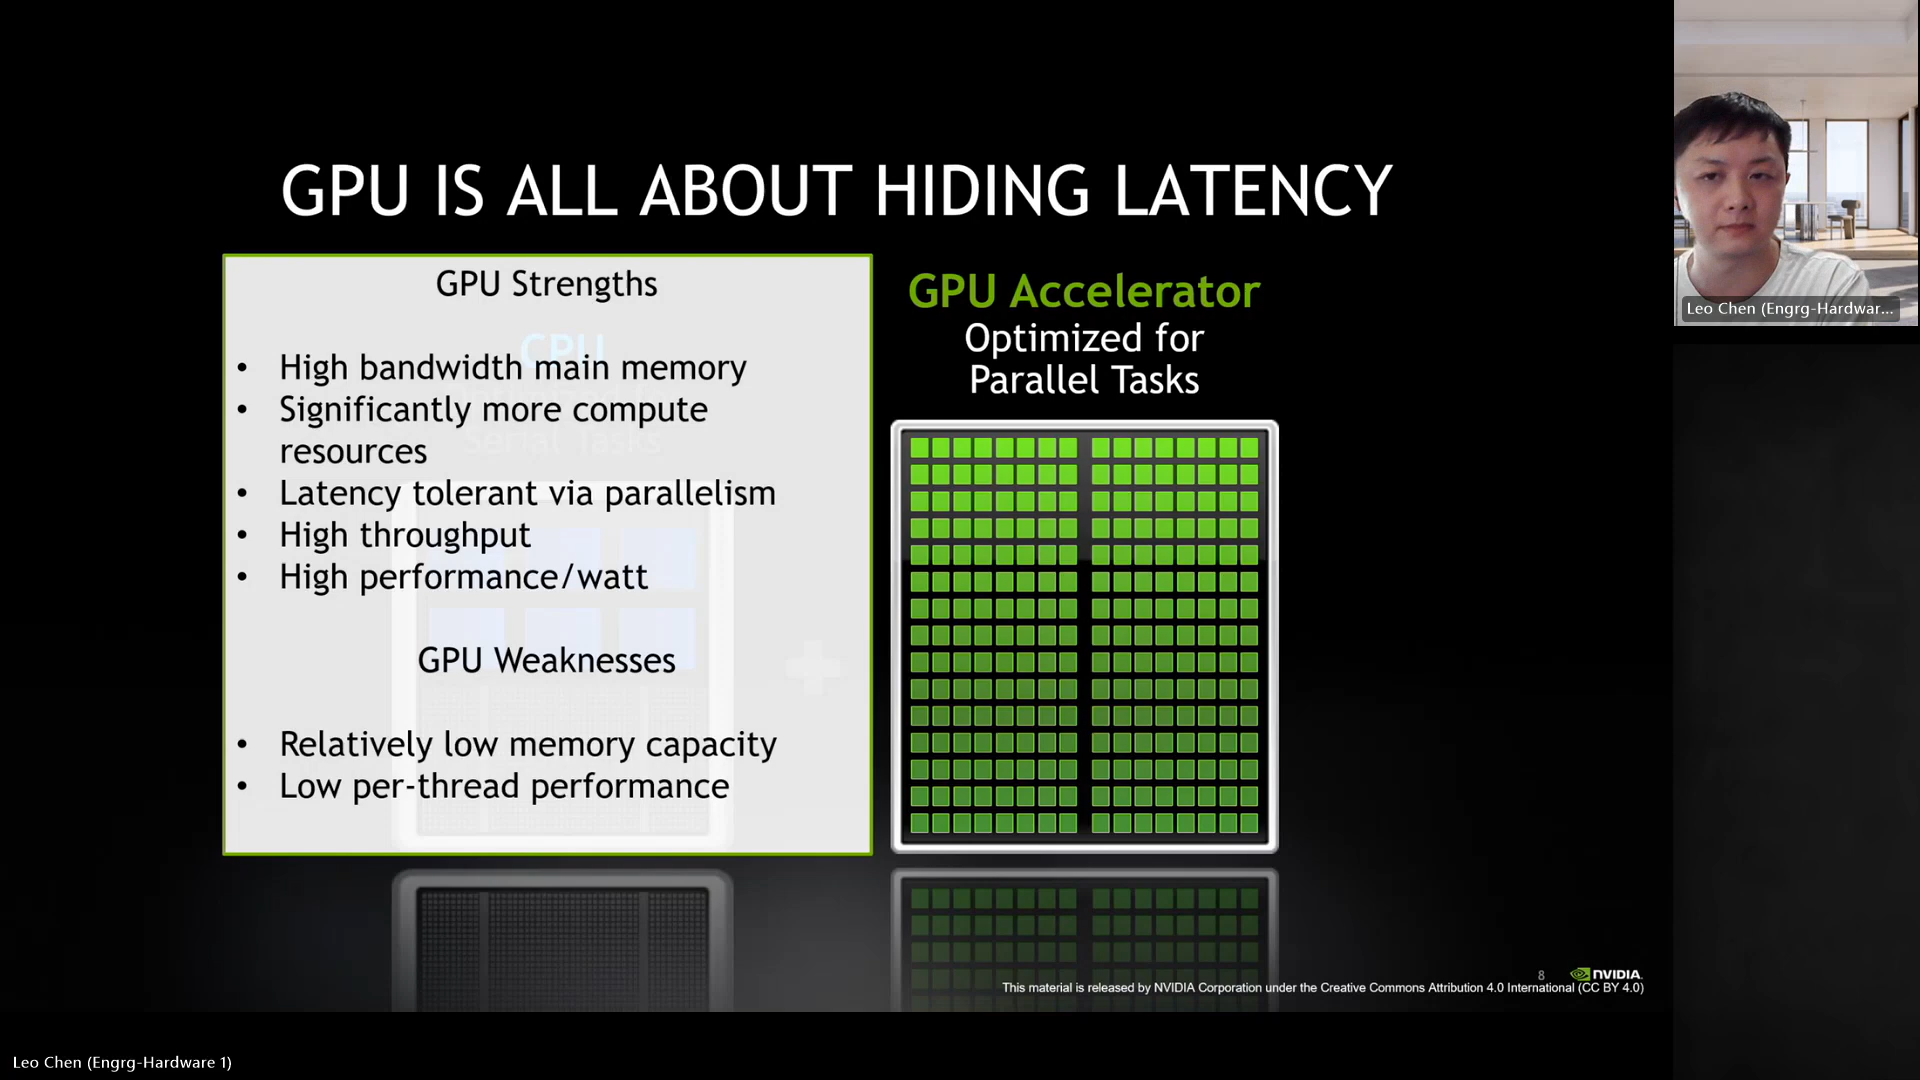 GPU IS ALL ABOUT HIDING LATENCY
GPU Strengths
• High bandwidth main memory
• Significantly more compute
resources
• Latency tolerant via parallelism
• High throughput
• High performance/watt
GPU Weaknesses
• Relatively low memory capacity
• Low per-thread performance
CPU
Serial Tasks
GPU Accelerator
Optimized for
Parallel Tasks
8
NVIDIA.
This material is released by NVIDIA Corporation under the Creative Commons Attribution 4.0 International (CC BY 4.0)
Leo Chen (Engrg-Hardwar...
Leo Chen (Engrg-Hardware 1)